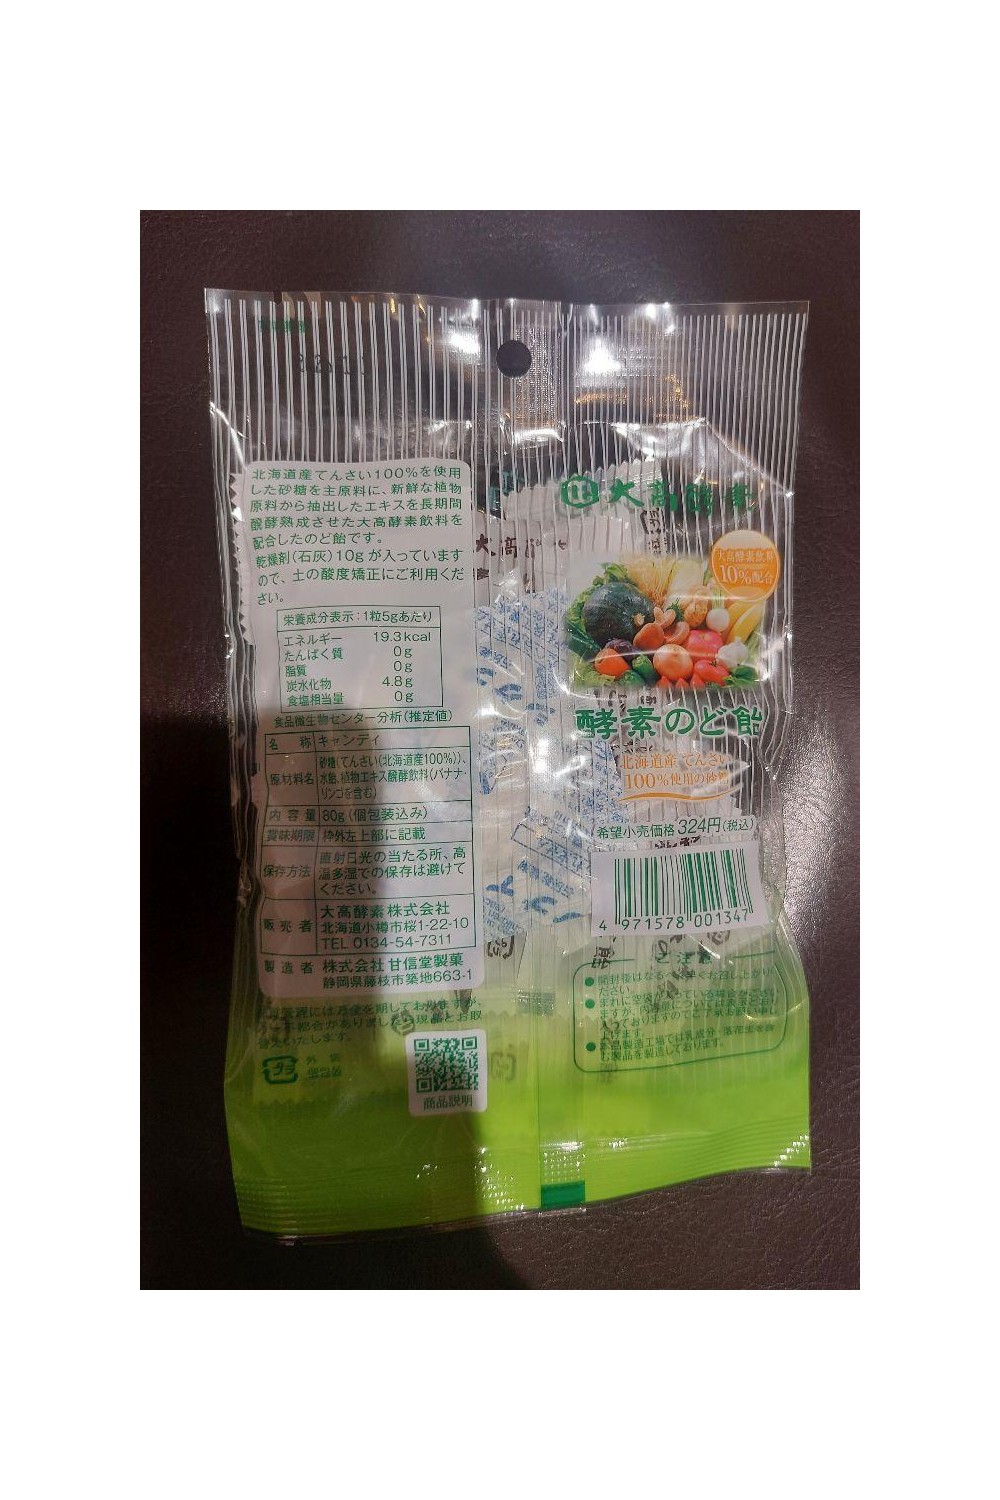 北海道産てんさい100%を使用
した砂糖を主原料に、新鮮な植物
原料から抽出したエキスを長期間
醗酵熟成させた大高酵素飲料を
配合したのど飴です。
乾燥剤(石灰)10gが入っています
ので、土の酸度矯正にご利用くだ
さい。
栄養成分表示:1粒5gあたり
エネルギー 19.3kcal
たんぱく質 0g
脂質 0g
炭水化物 4.8g
食塩相当量 0g
食品微生物センター分析(推定値)
名 称 キャンディ
原材料名 砂糖(てんさい(北海道産100%))、
水飴、植物エキス醗酵飲料(バナナ・
リンゴを含む)
内容量 80g(個包装込み)
賞味期限 枠外左上部に記載
保存方法 直射日光の当たる所、高
温多湿での保存は避けて
ください。
販売者 大高酵素株式会社
北海道小樽市桜1-22-10
TEL 0134-54-7311
製造者 株式会社 甘信堂製菓
静岡県藤枝市築地663-1
商品説明
大高酵素
大高酵素飲料
10%配合
酵素のど飴
北海道産 てんさい
100%使用の砂糖
希望小売価格 324円(税込)
4 971578 001347
ご注意